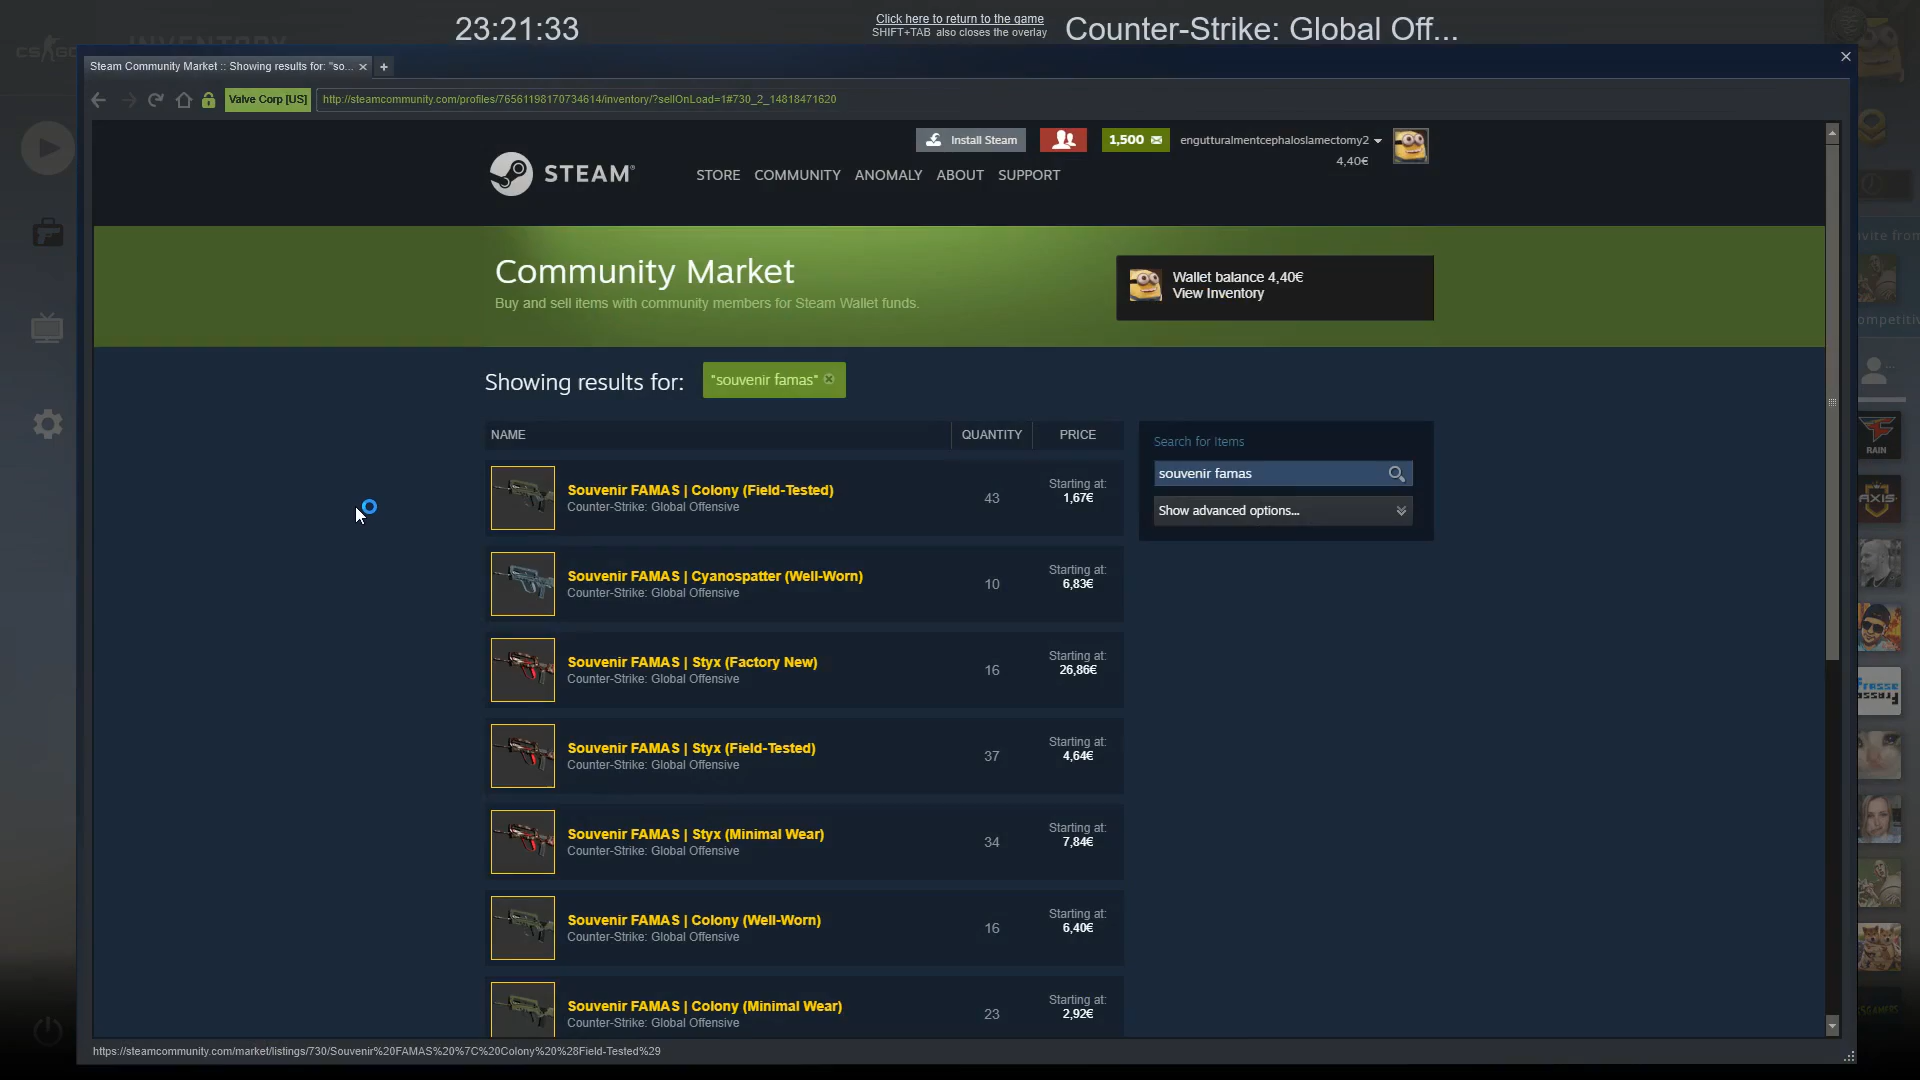 23:21:33
Click here to return to the game
SHIFT+TAB also closes the overlay
Counter-Strike: Global Off...
CS:GO
INVENTORY
Steam Community Market :: Showing results for: "so...
Valve Corp [US]
http://steamcommunity.com/profiles/76561198170734614/inventory/?sellOnLoad=1#730_2_14818471620
Install Steam
1,500
engutturalmentcephaloslamectomy2
4,40€
STEAM
STORE COMMUNITY ANOMALY ABOUT SUPPORT
Community Market
Buy and sell items with community members for Steam Wallet funds.
Wallet balance 4,40€
View Inventory
Showing results for:
"souvenir famas"
NAME QUANTITY PRICE
Souvenir FAMAS | Colony (Field-Tested)
Counter-Strike: Global Offensive
43
Starting at:
1,67€
Souvenir FAMAS | Cyanospatter (Well-Worn)
Counter-Strike: Global Offensive
10
Starting at:
6,83€
Souvenir FAMAS | Styx (Factory New)
Counter-Strike: Global Offensive
16
Starting at:
26,86€
Souvenir FAMAS | Styx (Field-Tested)
Counter-Strike: Global Offensive
37
Starting at:
4,64€
Souvenir FAMAS | Styx (Minimal Wear)
Counter-Strike: Global Offensive
34
Starting at:
7,84€
Souvenir FAMAS | Colony (Well-Worn)
Counter-Strike: Global Offensive
16
Starting at:
6,40€
Souvenir FAMAS | Colony (Minimal Wear)
Counter-Strike: Global Offensive
23
Starting at:
2,92€
Search for Items
souvenir famas
Show advanced options...
RAIN
AXIS
https://steamcommunity.com/market/listings/730/Souvenir%20FAMAS%20%7C%20Colony%20%28Field-Tested%29